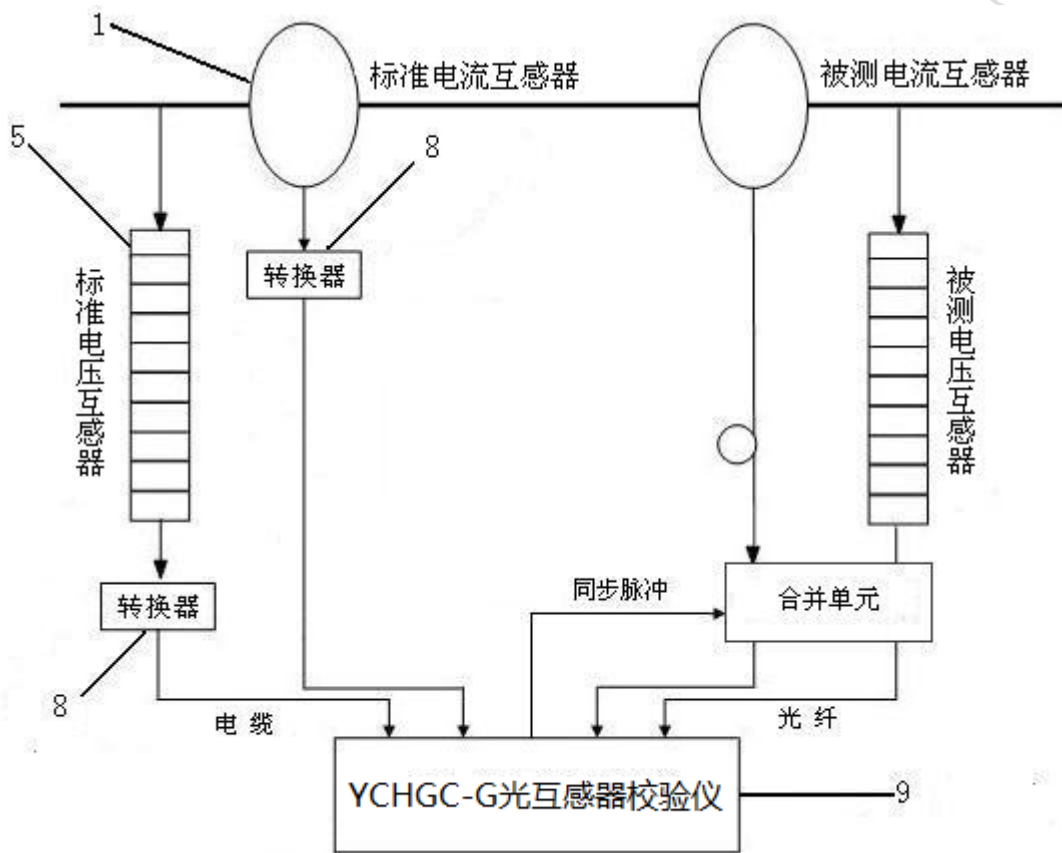 1
标准电流互感器
被测电流互感器
5
8
转换器
标准电压互感器
被测电压互感器
转换器
同步脉冲
合并单元
8
电 缆
光 纤
YCHGC-G光互感器校验仪
9